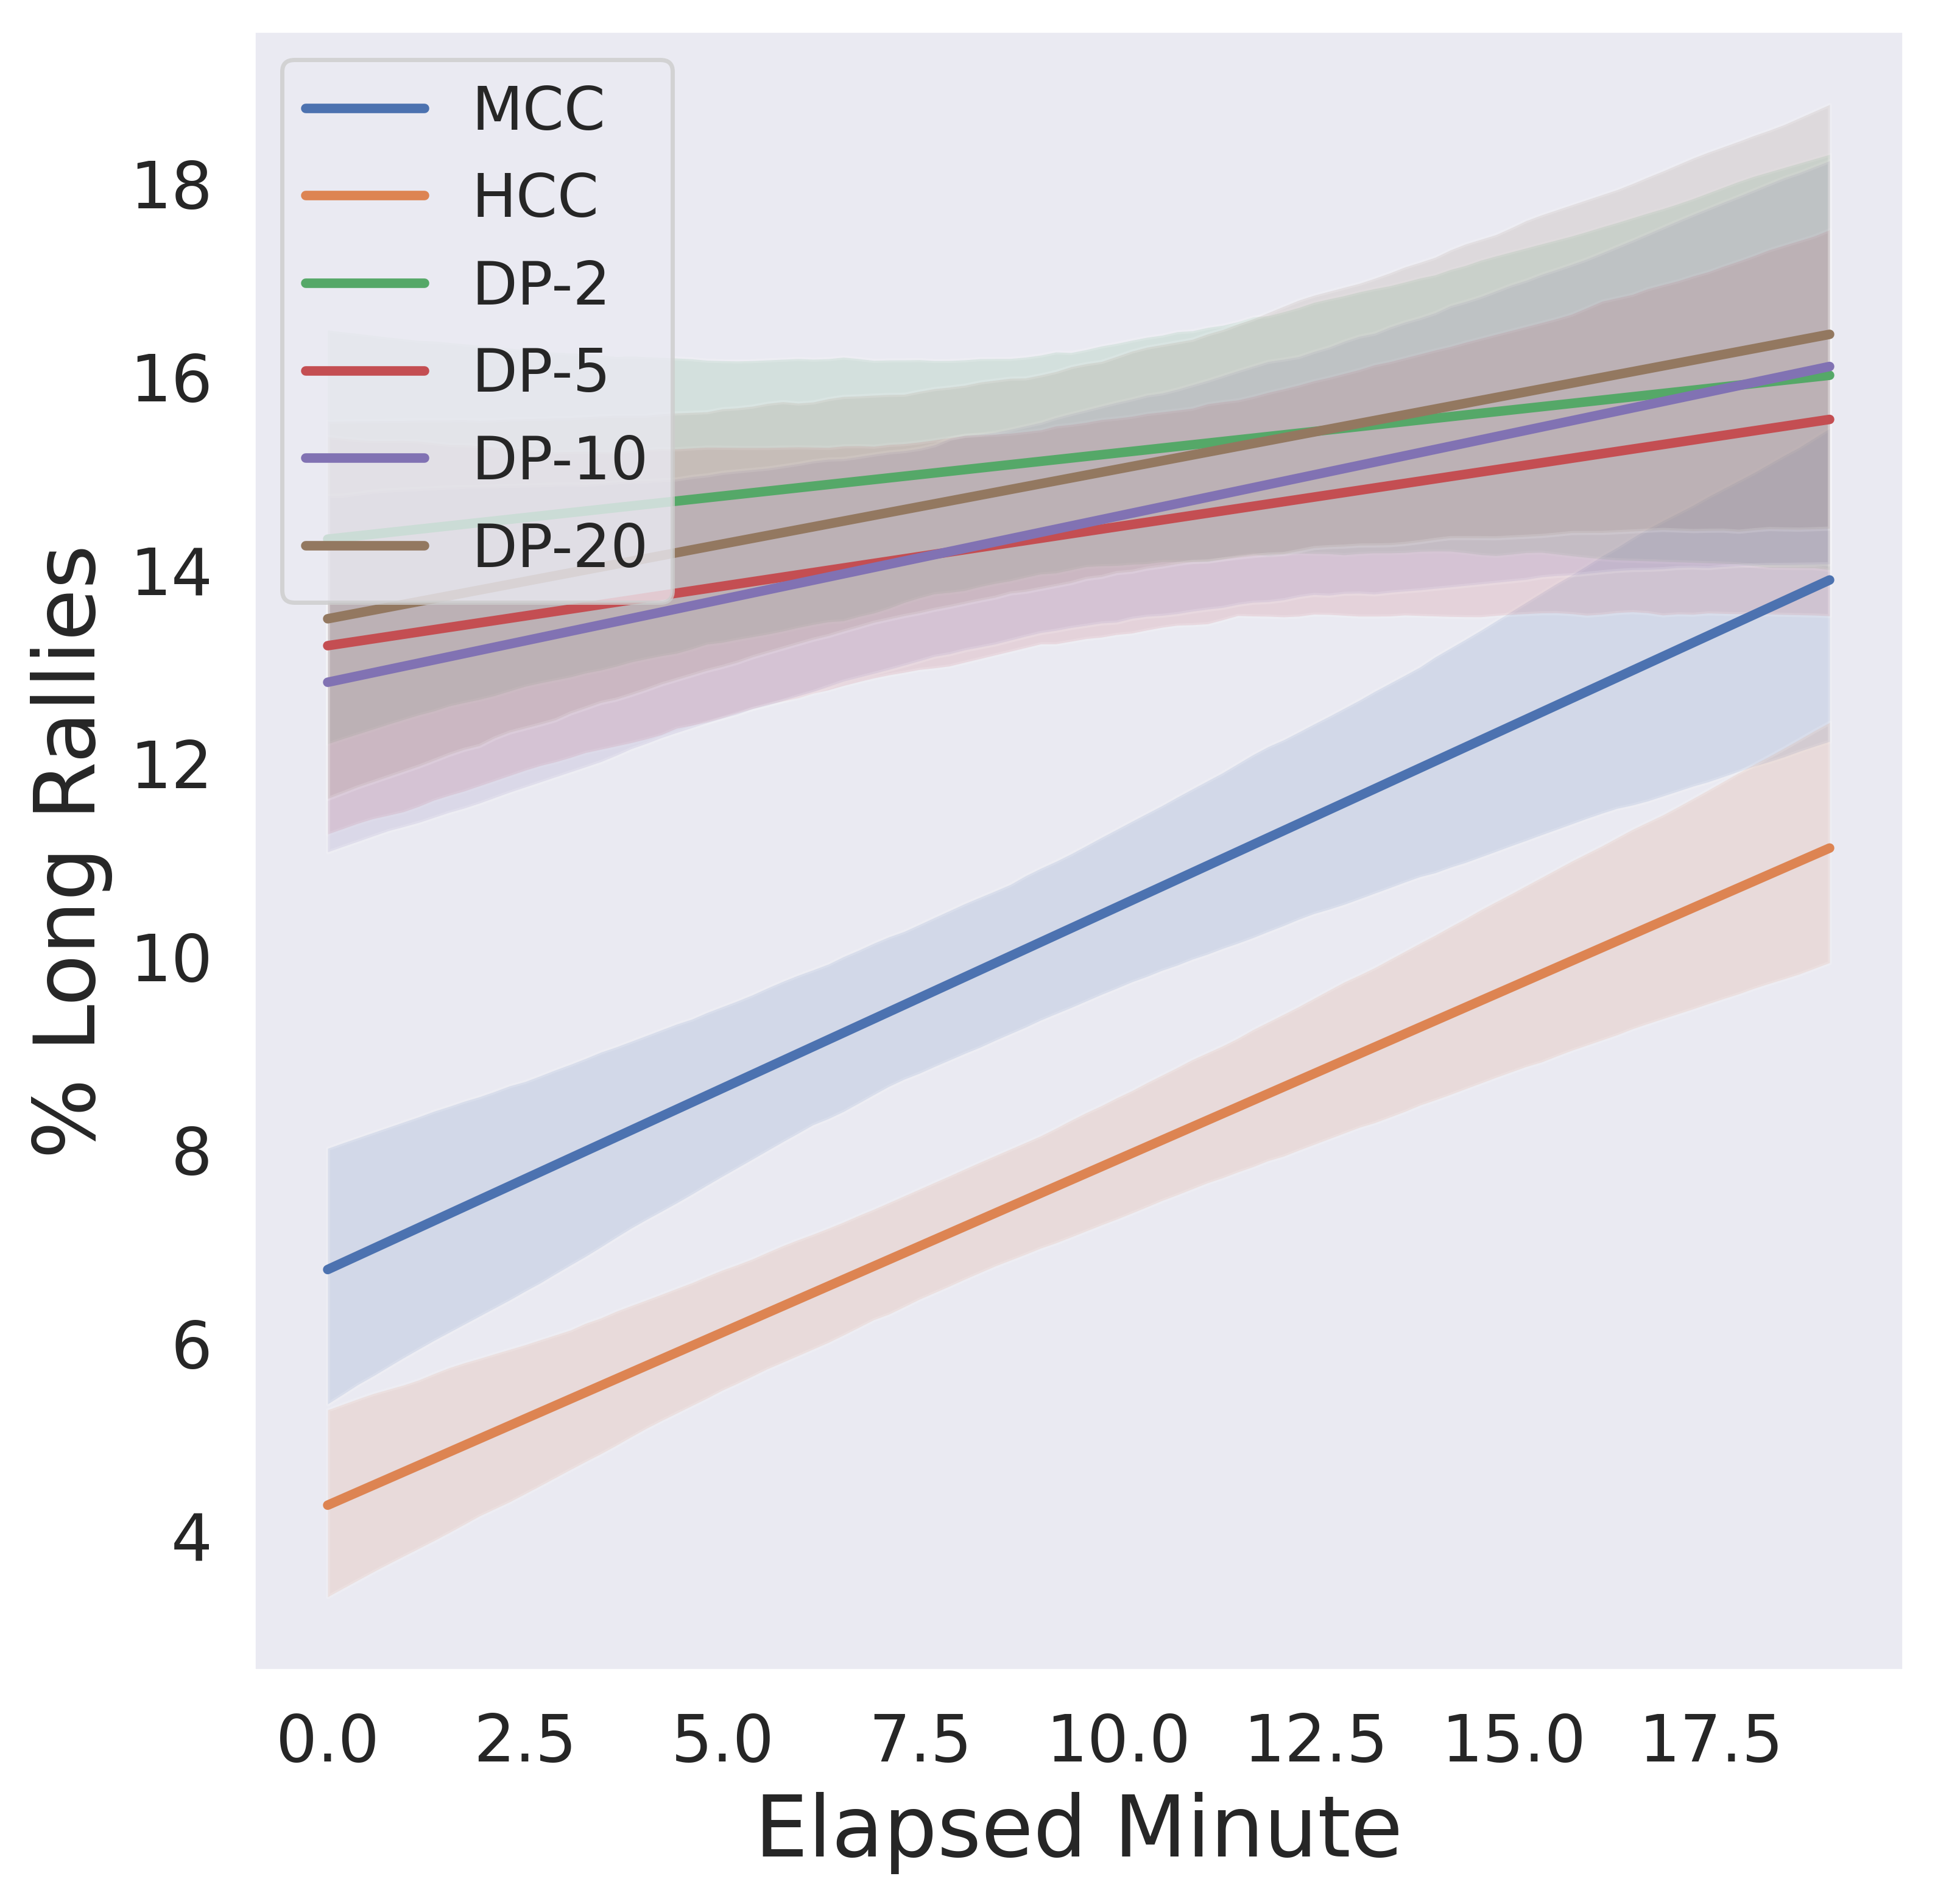 MCC
HCC
DP-2
DP-5
DP-10
DP-20
% Long Rallies
18
16
14
12
10
8
6
4
0.0 2.5 5.0 7.5 10.0 12.5 15.0 17.5
Elapsed Minute